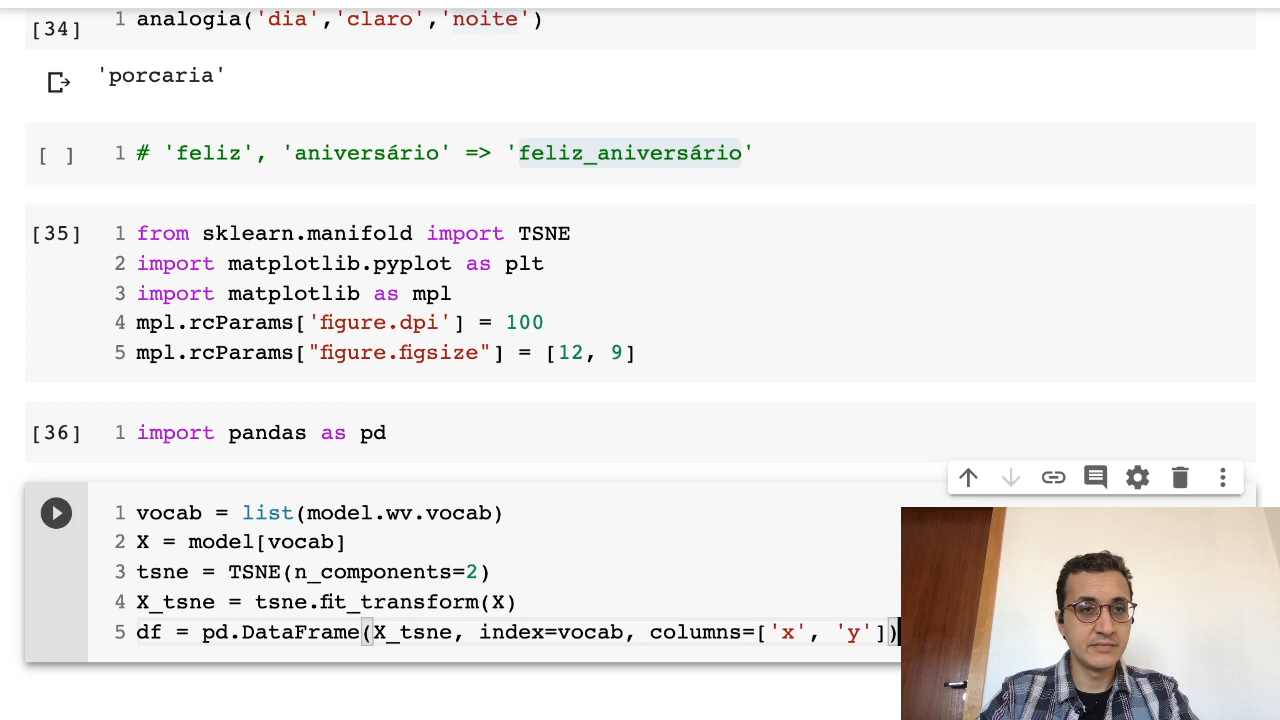 [34] 1 analogia('dia','claro','noite')
'porcaria'
[ ] 1 # 'feliz', 'aniversário' => 'feliz_aniversário'
[35] 1 from sklearn.manifold import TSNE
2 import matplotlib.pyplot as plt
3 import matplotlib as mpl
4 mpl.rcParams['figure.dpi'] = 100
5 mpl.rcParams["figure.figsize"] = [12, 9]
[36] 1 import pandas as pd
1 vocab = list(model.wv.vocab)
2 X = model[vocab]
3 tsne = TSNE(n_components=2)
4 X_tsne = tsne.fit_transform(X)
5 df = pd.DataFrame(X_tsne, index=vocab, columns=['x', 'y'])